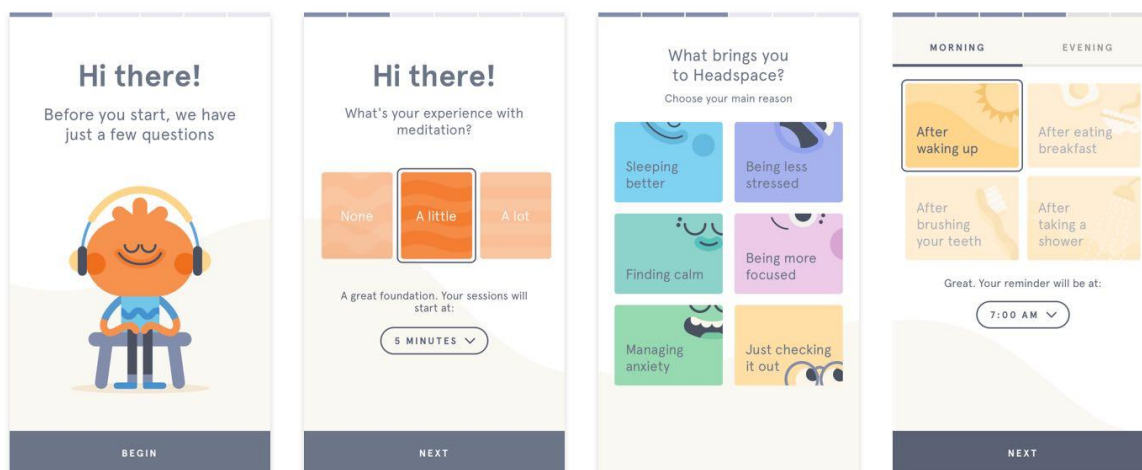 Hi there!
Before you start, we have
just a few questions
BEGIN
Hi there!
What's your experience with
meditation?
None
A little
A lot
A great foundation. Your sessions will
start at:
5 MINUTES
NEXT
What brings you
to Headspace?
Choose your main reason
Sleeping
better
Being less
stressed
Finding calm
Being more
focused
Managing
anxiety
Just checking
it out
MORNING
EVENING
After
waking up
After eating
breakfast
After
brushing
your teeth
After
taking a
shower
Great. Your reminder will be at:
7:00 AM
NEXT